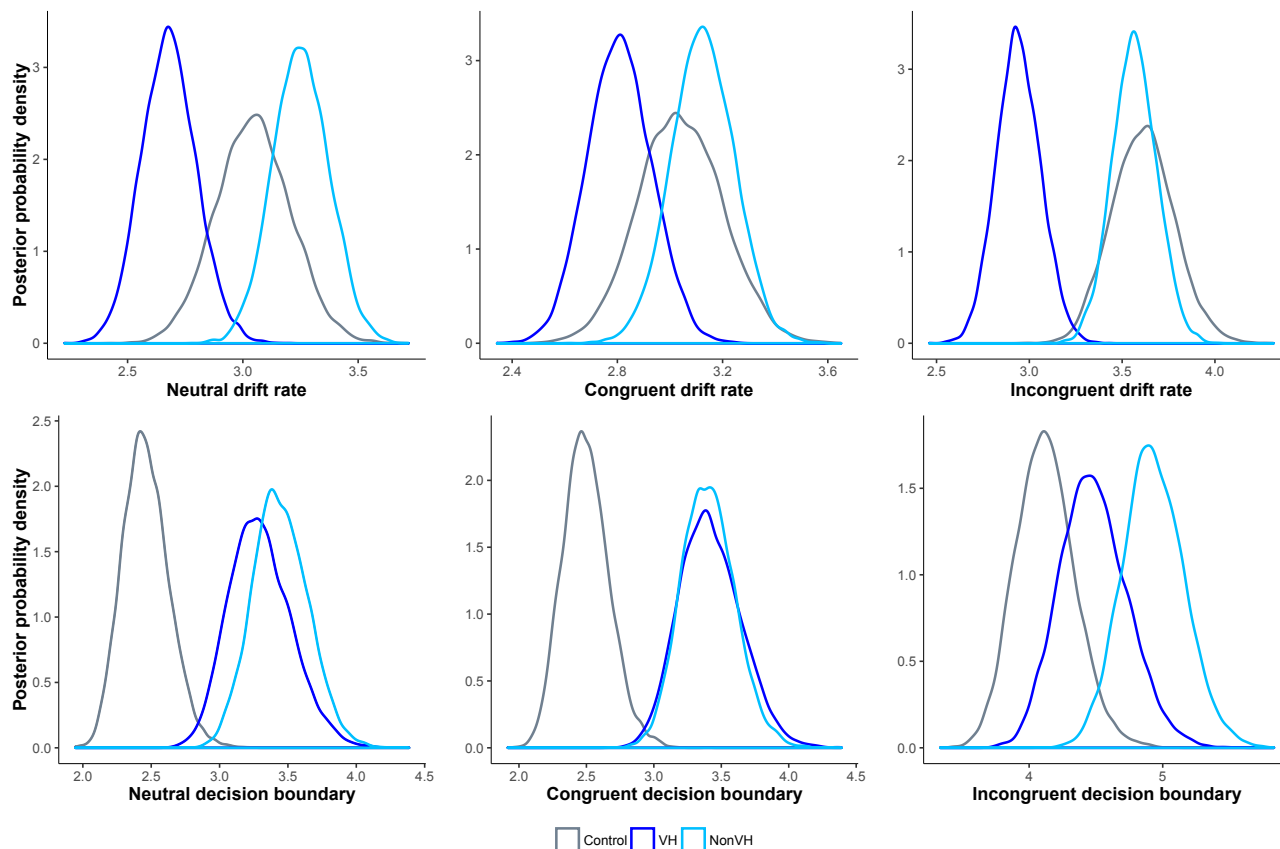 Posterior probability density
3
2
1
0
2.5 3.0 3.5
Neutral drift rate
3
2
1
0
2.4 2.8 3.2 3.6
Congruent drift rate
3
2
1
0
2.5 3.0 3.5 4.0
Incongruent drift rate
Posterior probability density
2.5
2.0
1.5
1.0
0.5
0.0
2.0 2.5 3.0 3.5 4.0 4.5
Neutral decision boundary
2.0
1.5
1.0
0.5
0.0
2.0 2.5 3.0 3.5 4.0 4.5
Congruent decision boundary
1.5
1.0
0.5
0.0
4 5
Incongruent decision boundary
Control VH NonVH